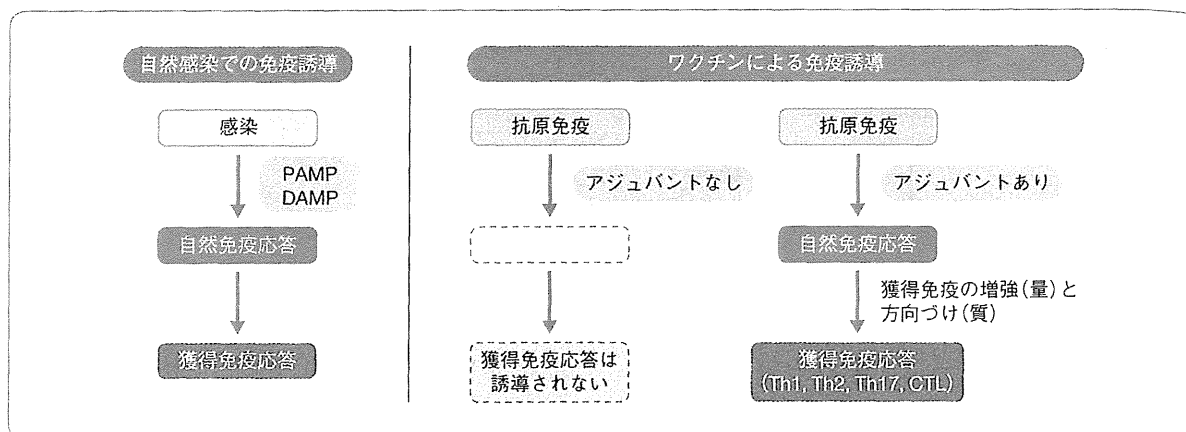 自然感染での免疫誘導
感染
PAMP
DAMP
自然免疫応答
獲得免疫応答
ワクチンによる免疫誘導
抗原免疫
アジュバントなし
獲得免疫応答は
誘導されない
抗原免疫
アジュバントあり
自然免疫応答
獲得免疫の増強(量)と
方向づけ(質)
獲得免疫応答
(Th1, Th2, Th17, CTL)